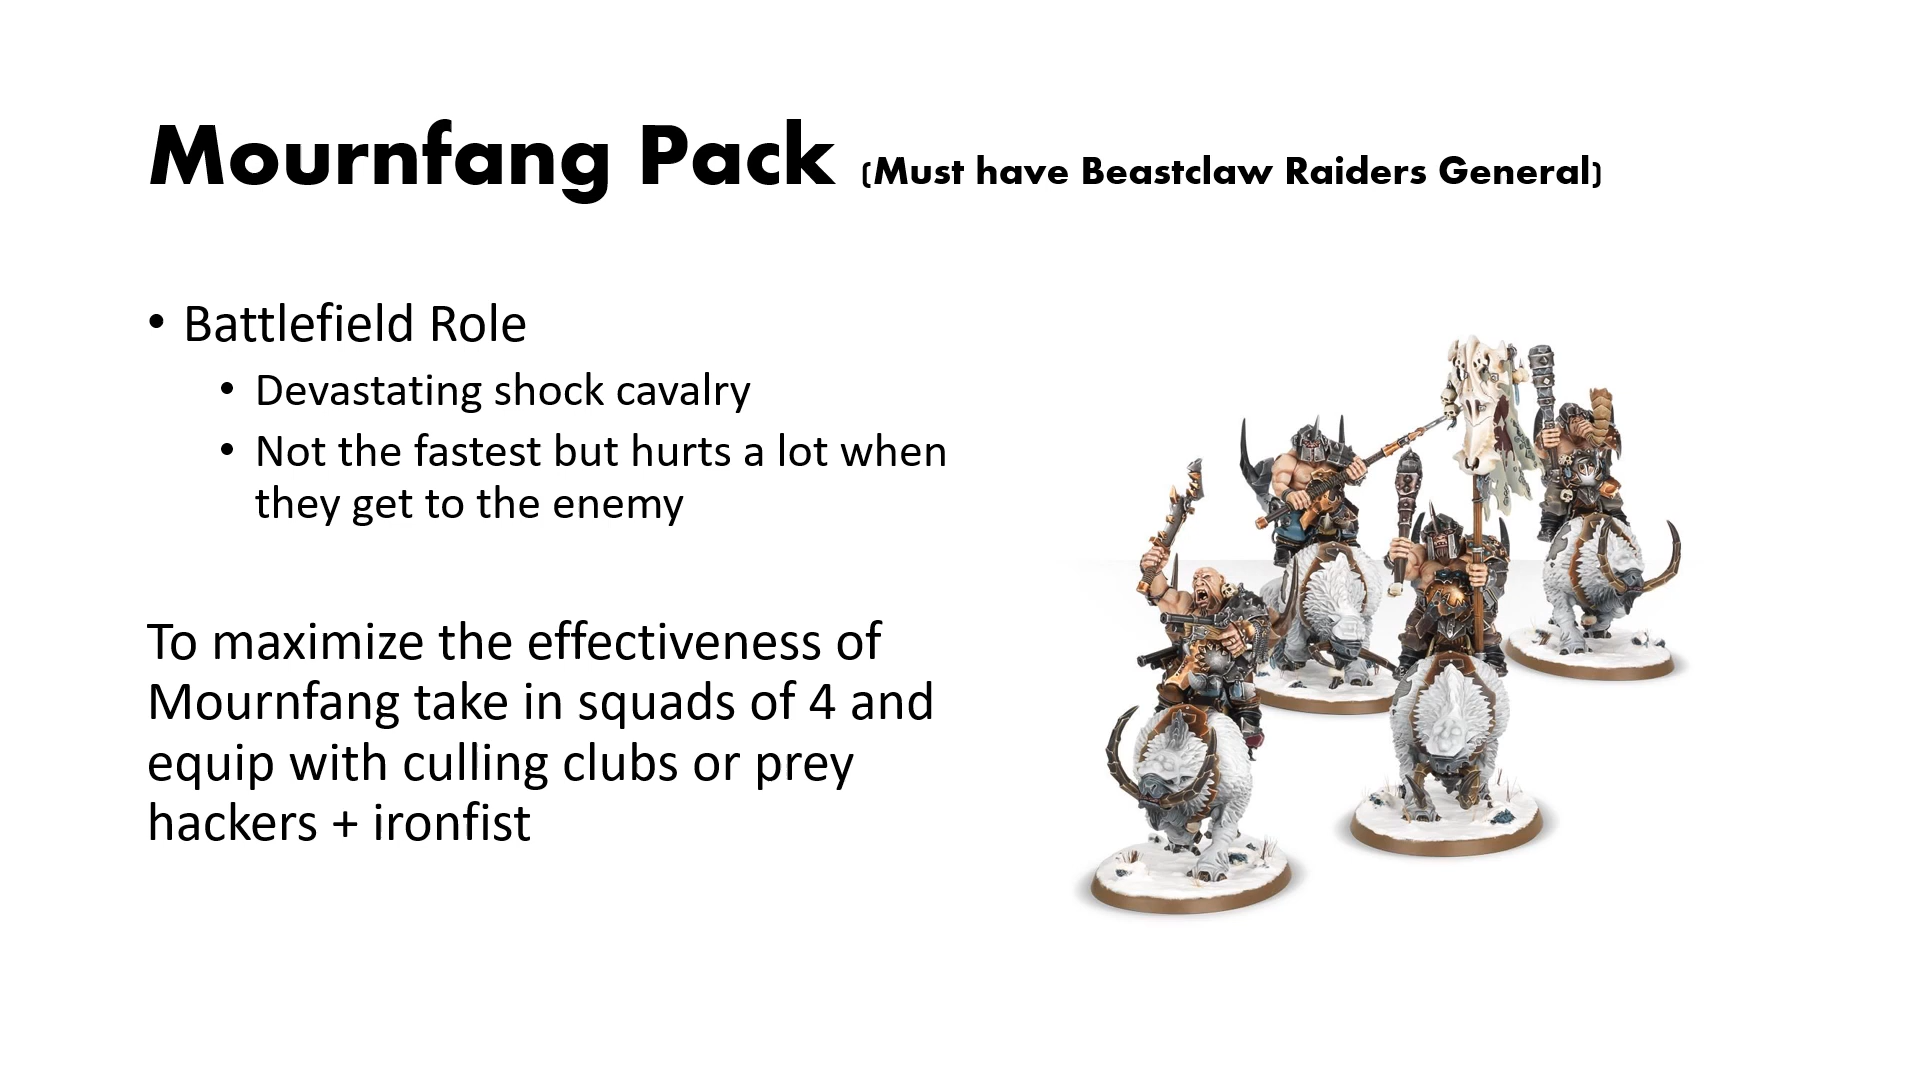 Mournfang Pack (Must have Beastclaw Raiders General)
• Battlefield Role
• Devastating shock cavalry
• Not the fastest but hurts a lot when
they get to the enemy
To maximize the effectiveness of
Mournfang take in squads of 4 and
equip with culling clubs or prey
hackers + ironfist